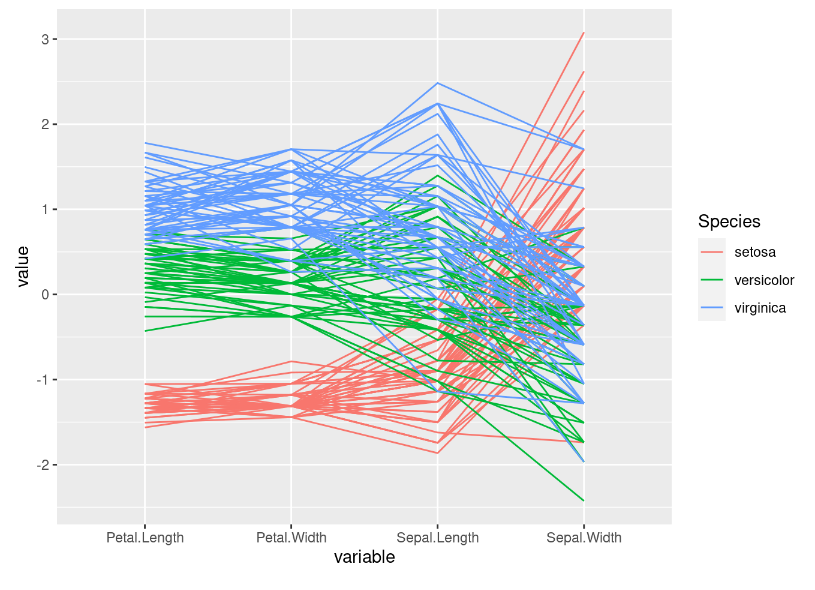 3
2
1
0
-1
-2
value
Petal.Length Petal.Width Sepal.Length Sepal.Width
variable
Species
setosa
versicolor
virginica